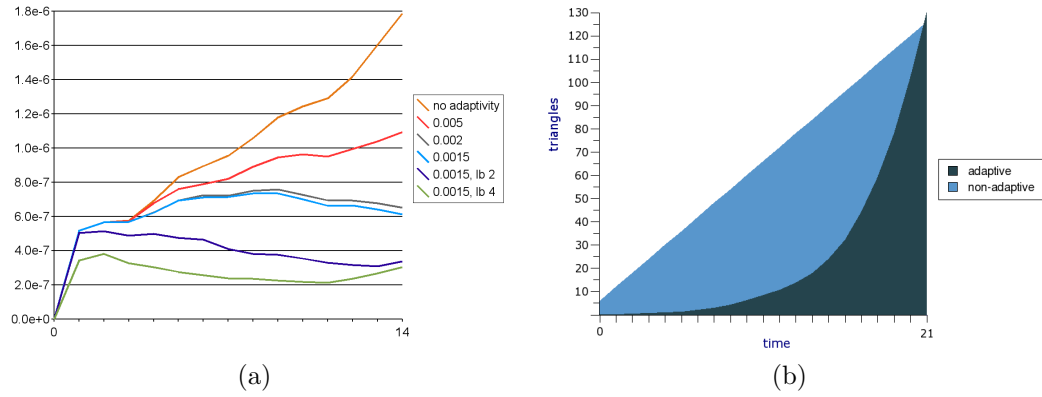 1.8e-6
1.6e-6
1.4e-6
1.2e-6
1.0e-6
8.0e-7
6.0e-7
4.0e-7
2.0e-7
0.0e+0
0
14
no adaptivity
0.005
0.002
0.0015
0.0015, lb 2
0.0015, lb 4
(a)
130
120
110
100
90
80
70
60
50
40
30
20
10
triangles
0
21
time
adaptive
non-adaptive
(b)